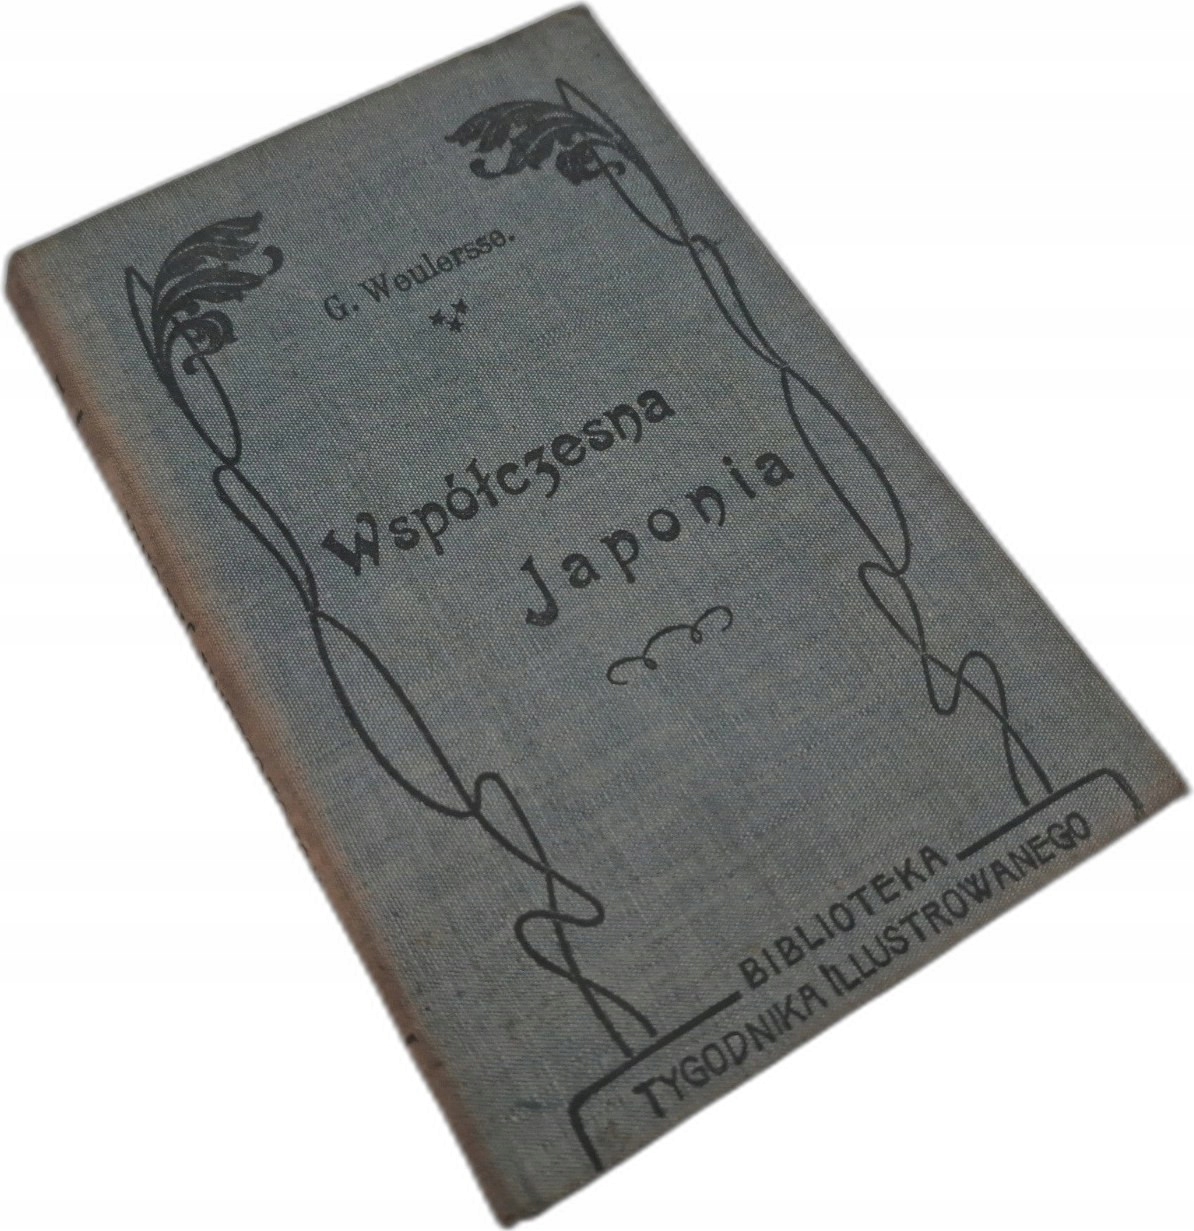 G. Weulersse.
Współczesna
Japonia
BIBLIOTEKA
TYGODNIKA ILLUSTROWANEGO